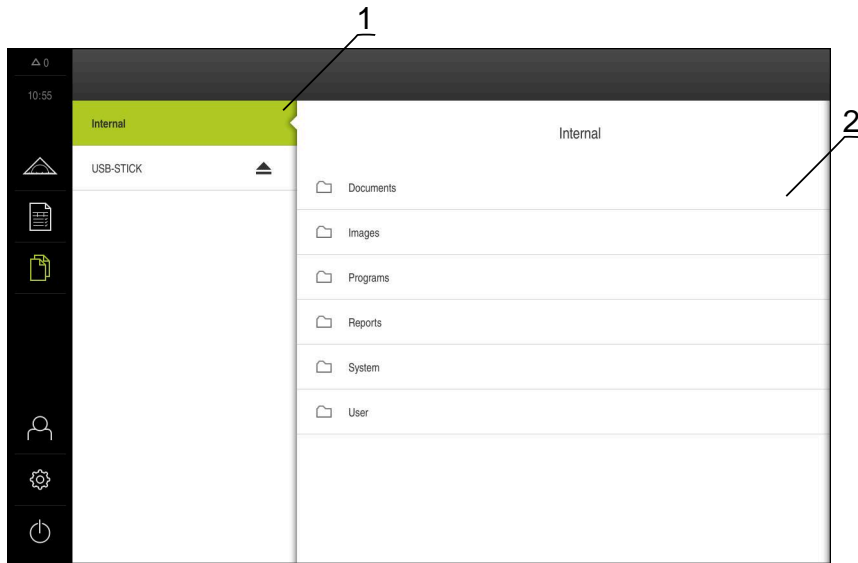 1
2
△ 0
10:55
Internal
USB-STICK
Internal
Documents
Images
Programs
Reports
System
User